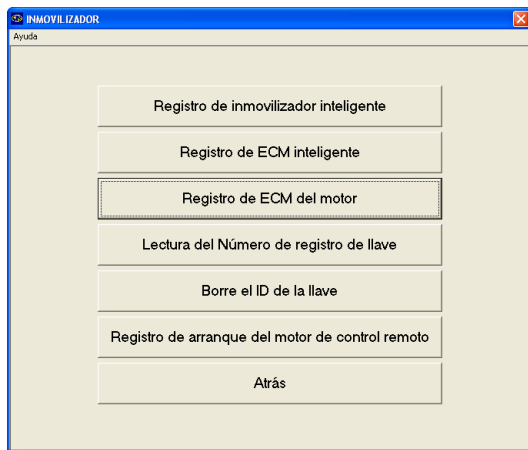 INMOVILIZADOR
Ayuda
Registro de inmovilizador inteligente
Registro de ECM inteligente
Registro de ECM del motor
Lectura del Número de registro de llave
Borre el ID de la llave
Registro de arranque del motor de control remoto
Atrás